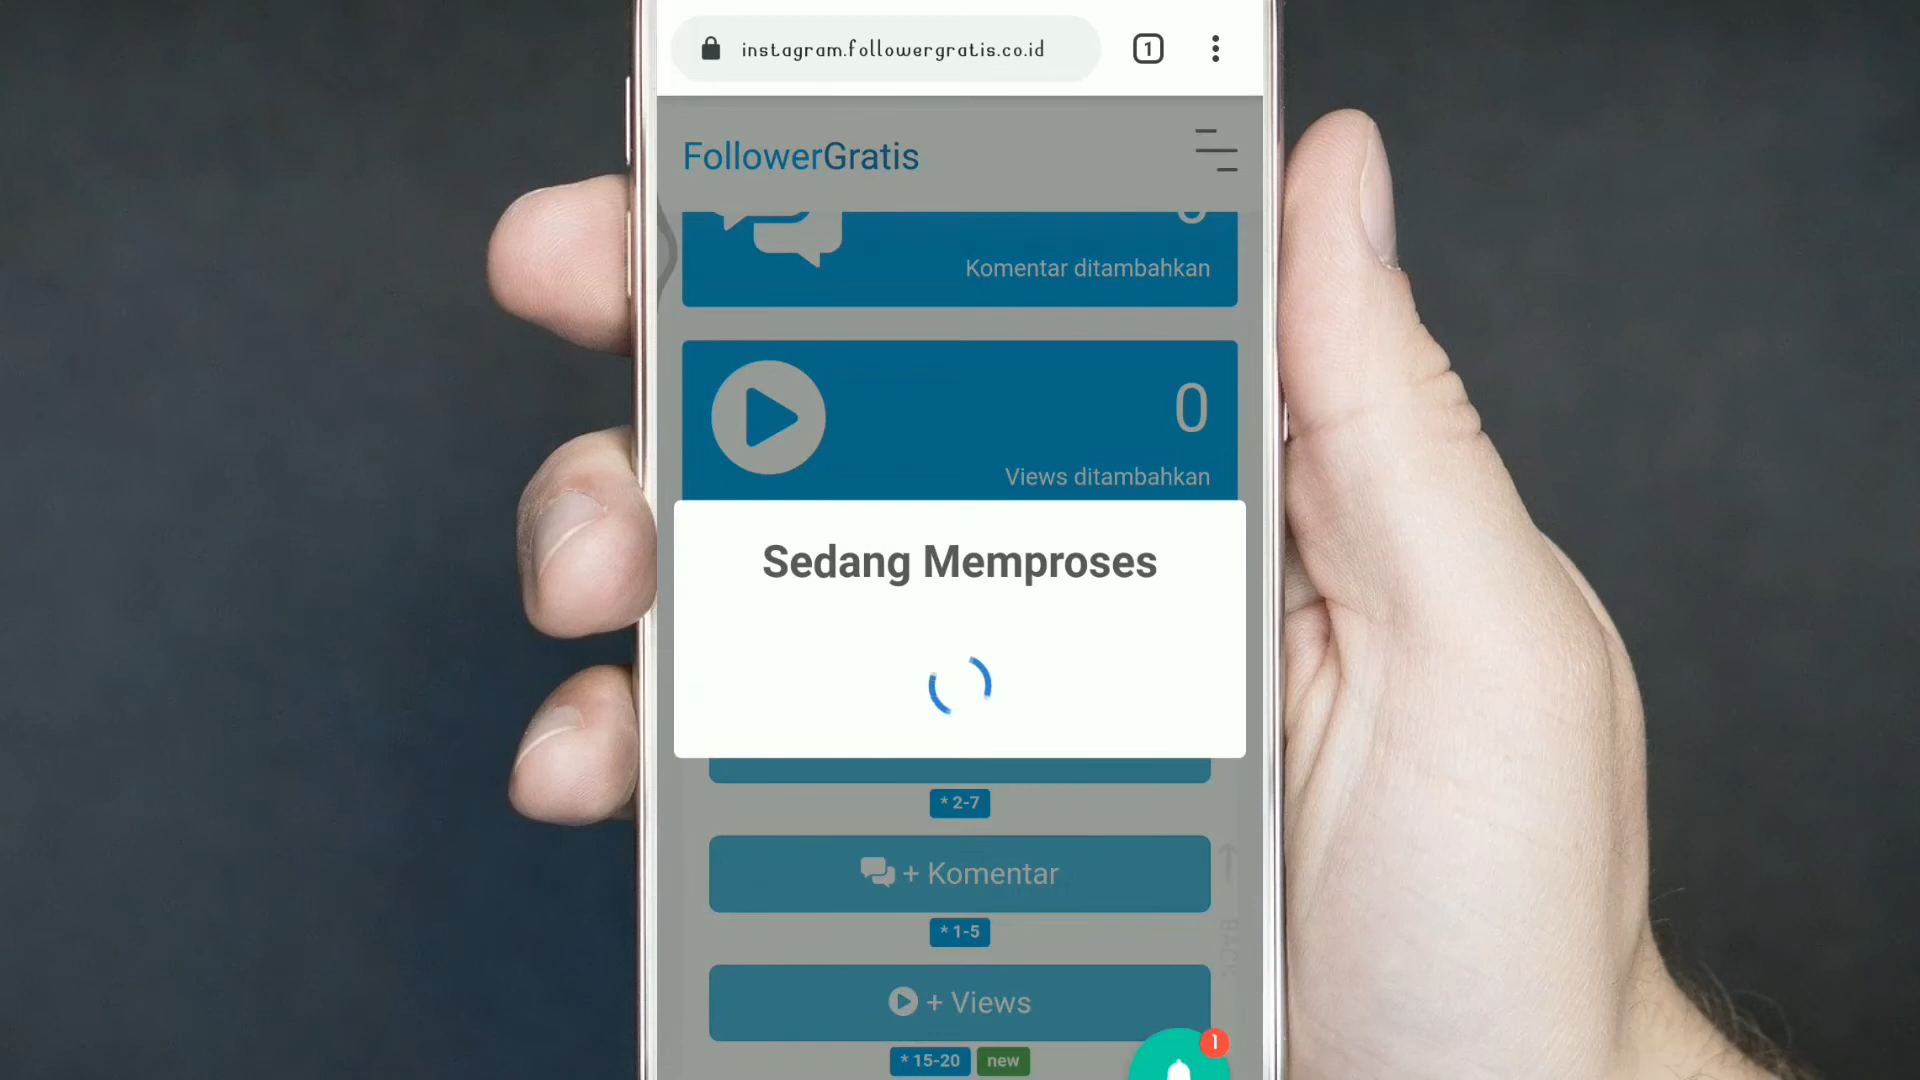 instagram.followergratis.co.id
1
FollowerGratis
Komentar ditambahkan
0
Views ditambahkan
Sedang Memproses
* 2-7
+ Komentar
* 1-5
BACK
+ Views
* 15-20
new
1